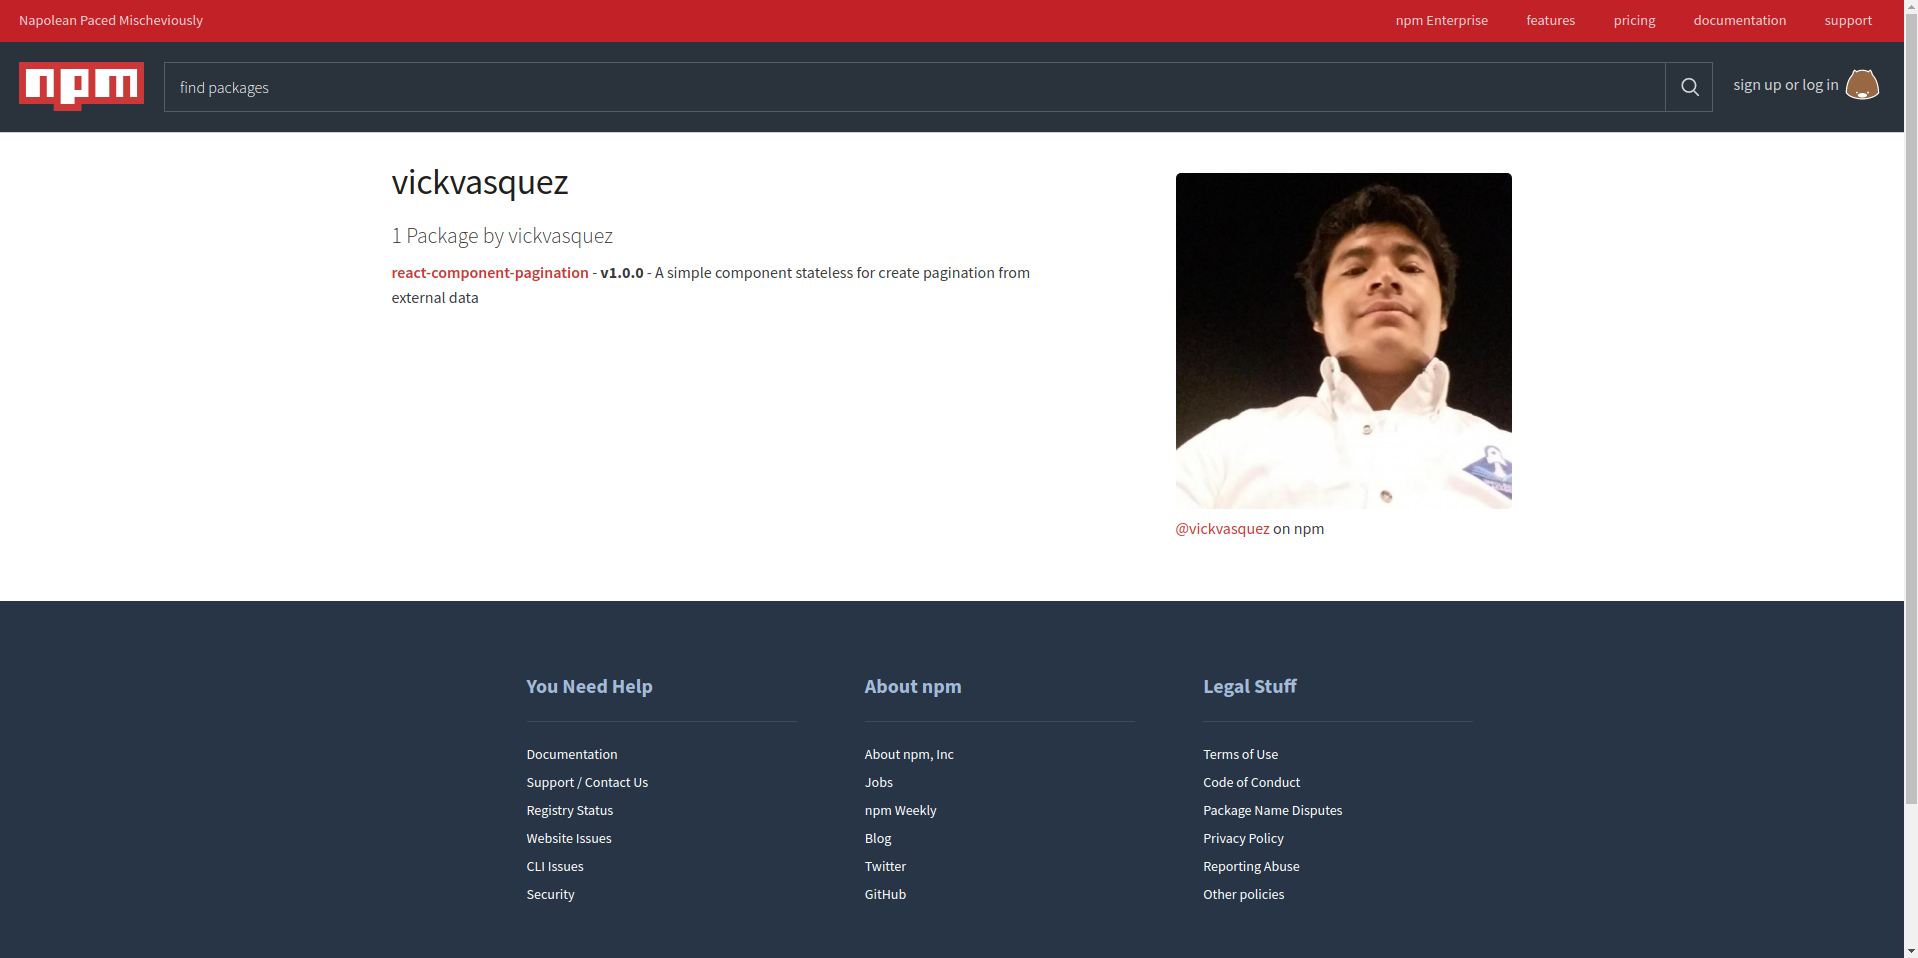 Napolean Paced Mischeviously
npm Enterprise features pricing documentation support
npm
find packages
sign up or log in
vickvasquez
1 Package by vickvasquez
react-component-pagination - v1.0.0 - A simple component stateless for create pagination from
external data
@vickvasquez on npm
You Need Help
Documentation
Support / Contact Us
Registry Status
Website Issues
CLI Issues
Security
About npm
About npm, Inc
Jobs
npm Weekly
Blog
Twitter
GitHub
Legal Stuff
Terms of Use
Code of Conduct
Package Name Disputes
Privacy Policy
Reporting Abuse
Other policies